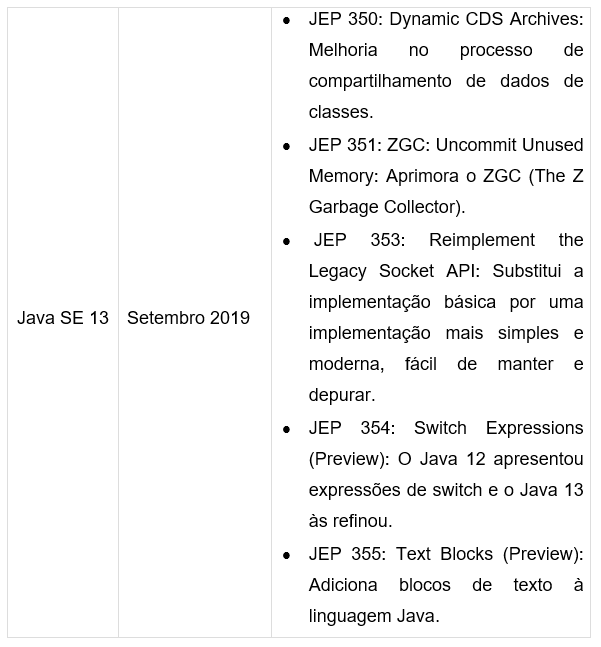 Java SE 13
Setembro 2019
● JEP 350: Dynamic CDS Archives:
Melhoria no processo de
compartilhamento de dados de
classes.
● JEP 351: ZGC: Uncommit Unused
Memory: Aprimora o ZGC (The Z
Garbage Collector).
● JEP 353: Reimplement the
Legacy Socket API: Substitui a
implementação básica por uma
implementação mais simples e
moderna, fácil de manter e
depurar.
● JEP 354: Switch Expressions
(Preview): O Java 12 apresentou
expressões de switch e o Java 13
às refinou.
● JEP 355: Text Blocks (Preview):
Adiciona blocos de texto à
linguagem Java.